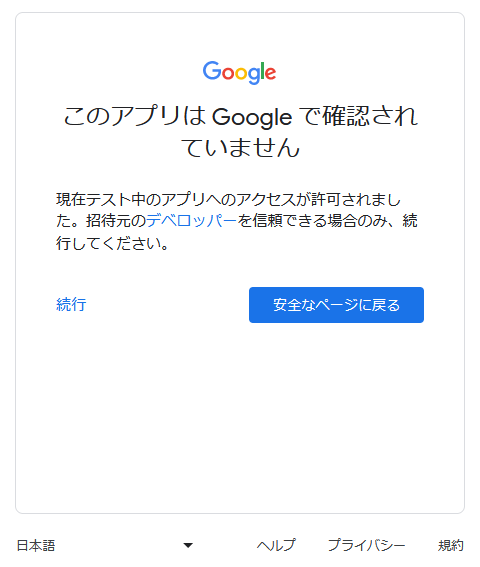 Google
このアプリは Google で確認され
ていません
現在テスト中のアプリへのアクセスが許可されまし
た。招待元のデベロッパーを信頼できる場合のみ、続
行してください。
続行
安全なページに戻る
日本語
ヘルプ
プライバシー
規約